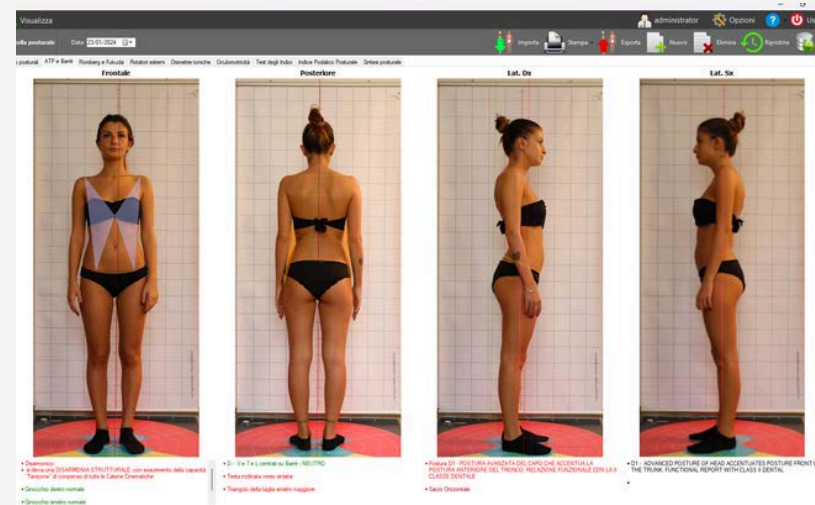 Visualizza
administrator
Opzioni
?
Data: 23/01/2024
Importa
Stampa
Esporta
Nuovo
Elimina
Ripristina
posturali
ATP e Barré
Romberg e Fukuda
Rotatori esterni
Disimetrie toniche
Oculomotricità
Test degli Indici
Indice Podalico Posturale
Sintesi posturale
Frontale
Posteriore
Lat. Dx
Lat. Sx
• Disarmonico
• si rileva una DISARMONIA STRUTTURALE, con esaurimento della capacità
"Tampone" di compenso di tutte le Catene Cinematiche
• Ginocchio destro normale
• Ginocchio sinistro normale
• Testa inclinata verso sinistra
• Triangolo della taglia sinistro maggiore
• Postura D1 - POSTURA AVANZATA DEL CAPO CHE ACCENTUA LA
POSTURA ANTERIORE DEL TRONCO. RELAZIONE FUNZIONALE CON LA II
CLASSE DENTALE
• Sacro Orizzontale
• D1 - ADVANCED POSTURE OF HEAD ACCENTUATES POSTURE FRONT
THE TRUNK. FUNCTIONAL REPORT WITH CLASS II DENTAL